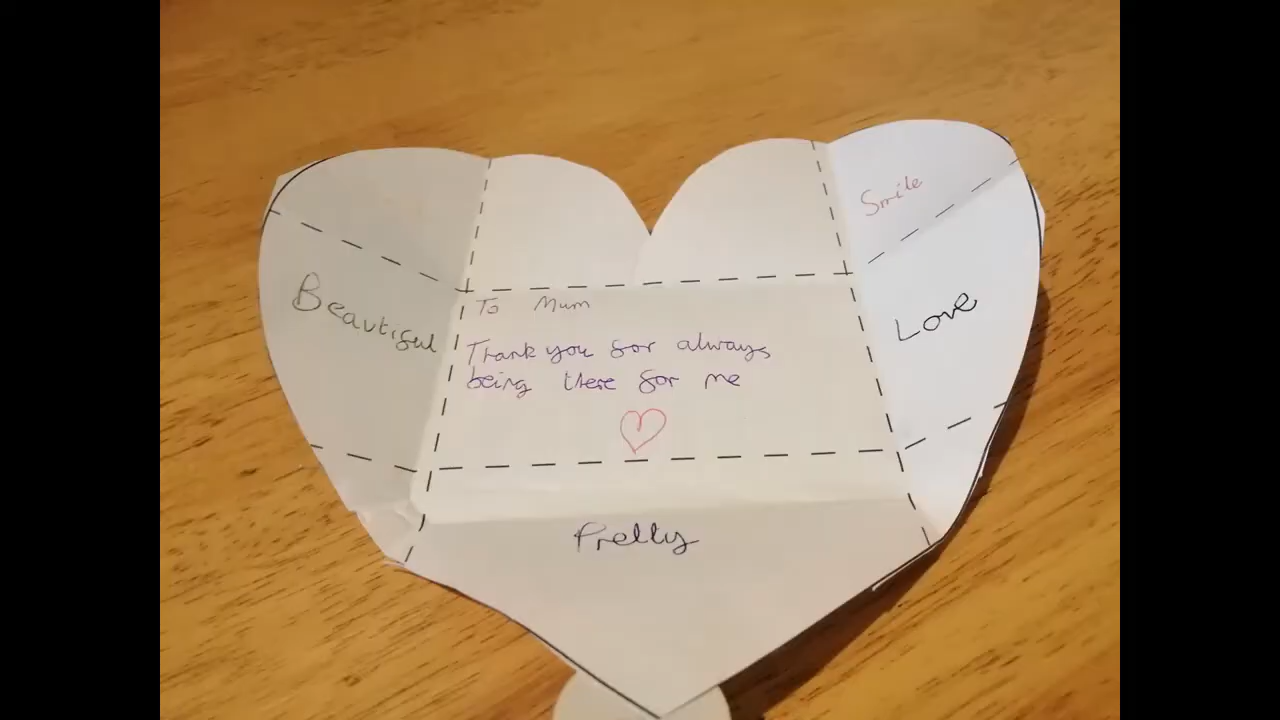 Smile
Beautiful
To Mum
Thank you for always
being there for me
Love
Pretty